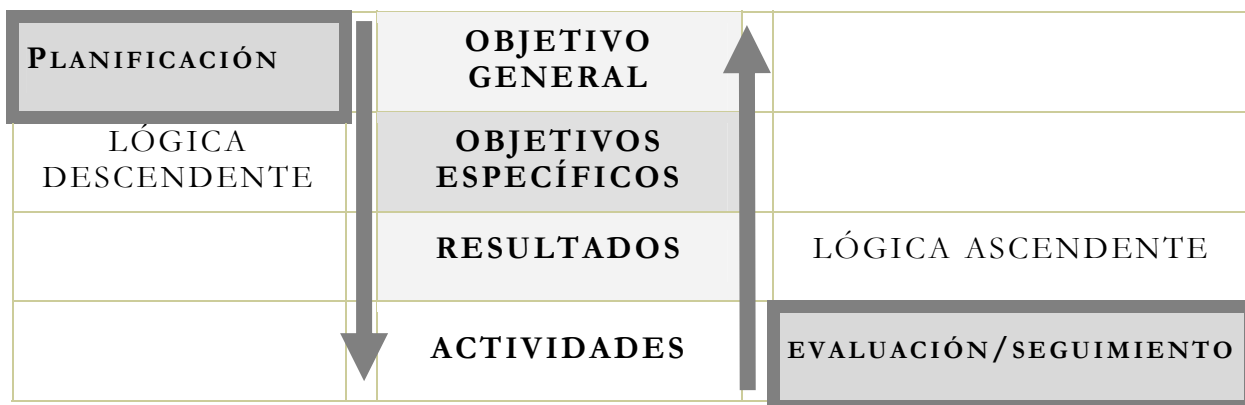 PLANIFICACIÓN
OBJETIVO
GENERAL
LÓGICA
DESCENDENTE
OBJETIVOS
ESPECÍFICOS
RESULTADOS
LÓGICA ASCENDENTE
ACTIVIDADES
EVALUACIÓN/SEGUIMIENTO